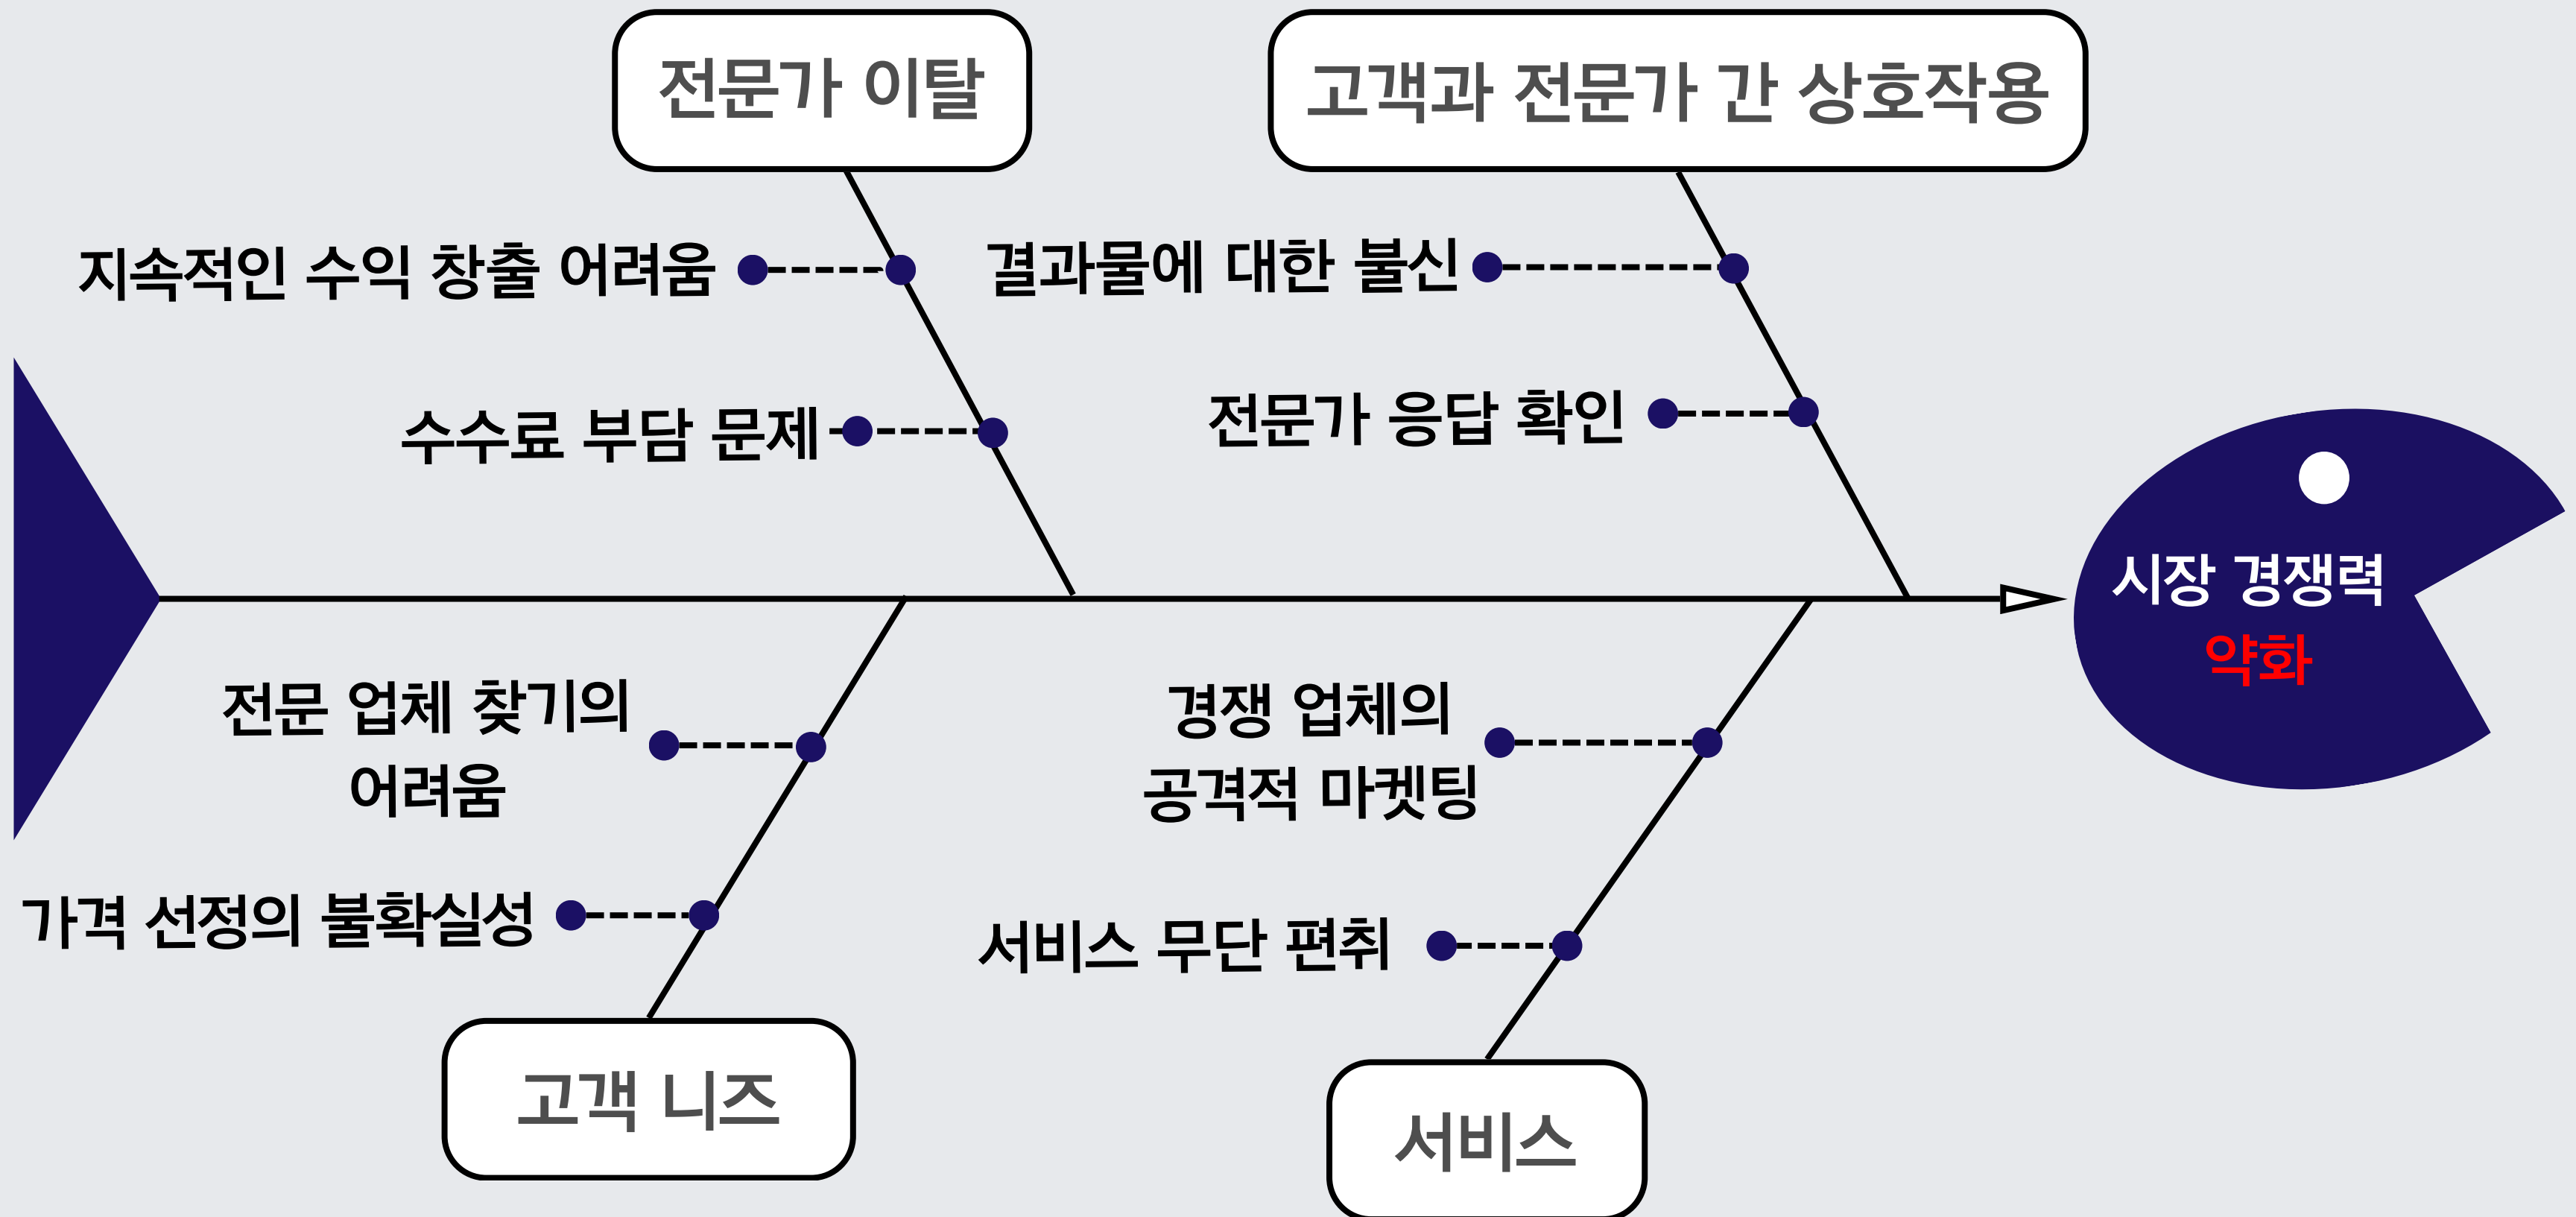 전문가 이탈
고객과 전문가 간 상호작용
지속적인 수익 창출 어려움
결과물에 대한 불신
수수료 부담 문제
전문가 응답 확인
시장 경쟁력
약화
전문 업체 찾기의
어려움
경쟁 업체의
공격적 마켓팅
가격 선정의 불확실성
서비스 무단 편취
고객 니즈
서비스